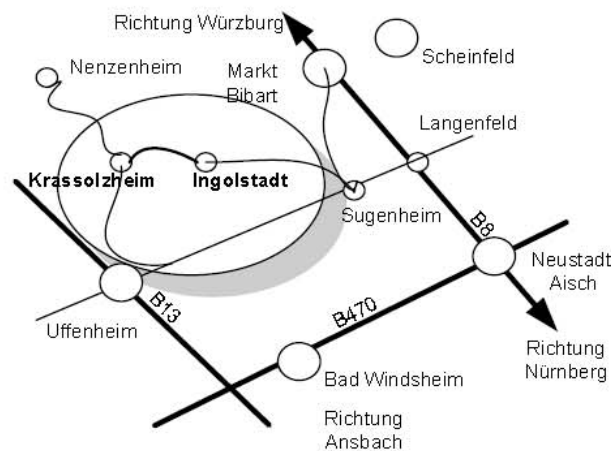 Richtung Würzburg
Scheinfeld
Nenzenheim
Markt
Bibart
Langenfeld
Krassolzheim
Ingolstadt
Sugenheim
B8
Neustadt
Aisch
B13
B470
Uffenheim
Richtung
Nürnberg
Bad Windsheim
Richtung
Ansbach